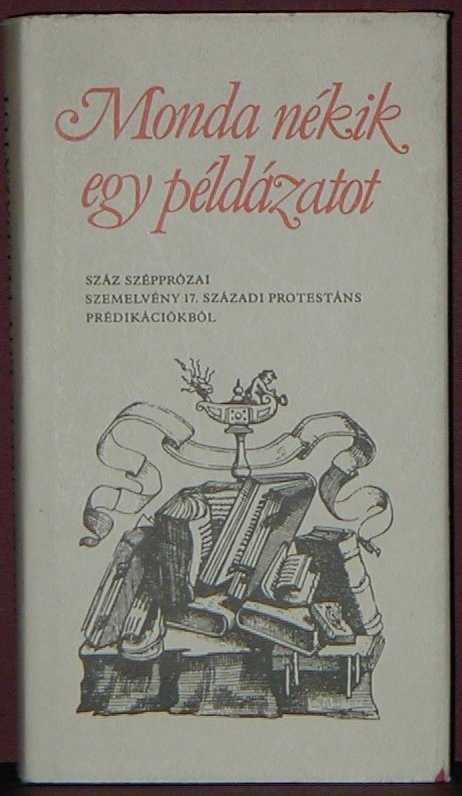 Monda nékik
egy példázatot
SZÁZ SZÉPPRÓZAI
SZEMELVÉNY 17. SZÁZADI PROTESTÁNS
PRÉDIKÁCIÓKBÓL